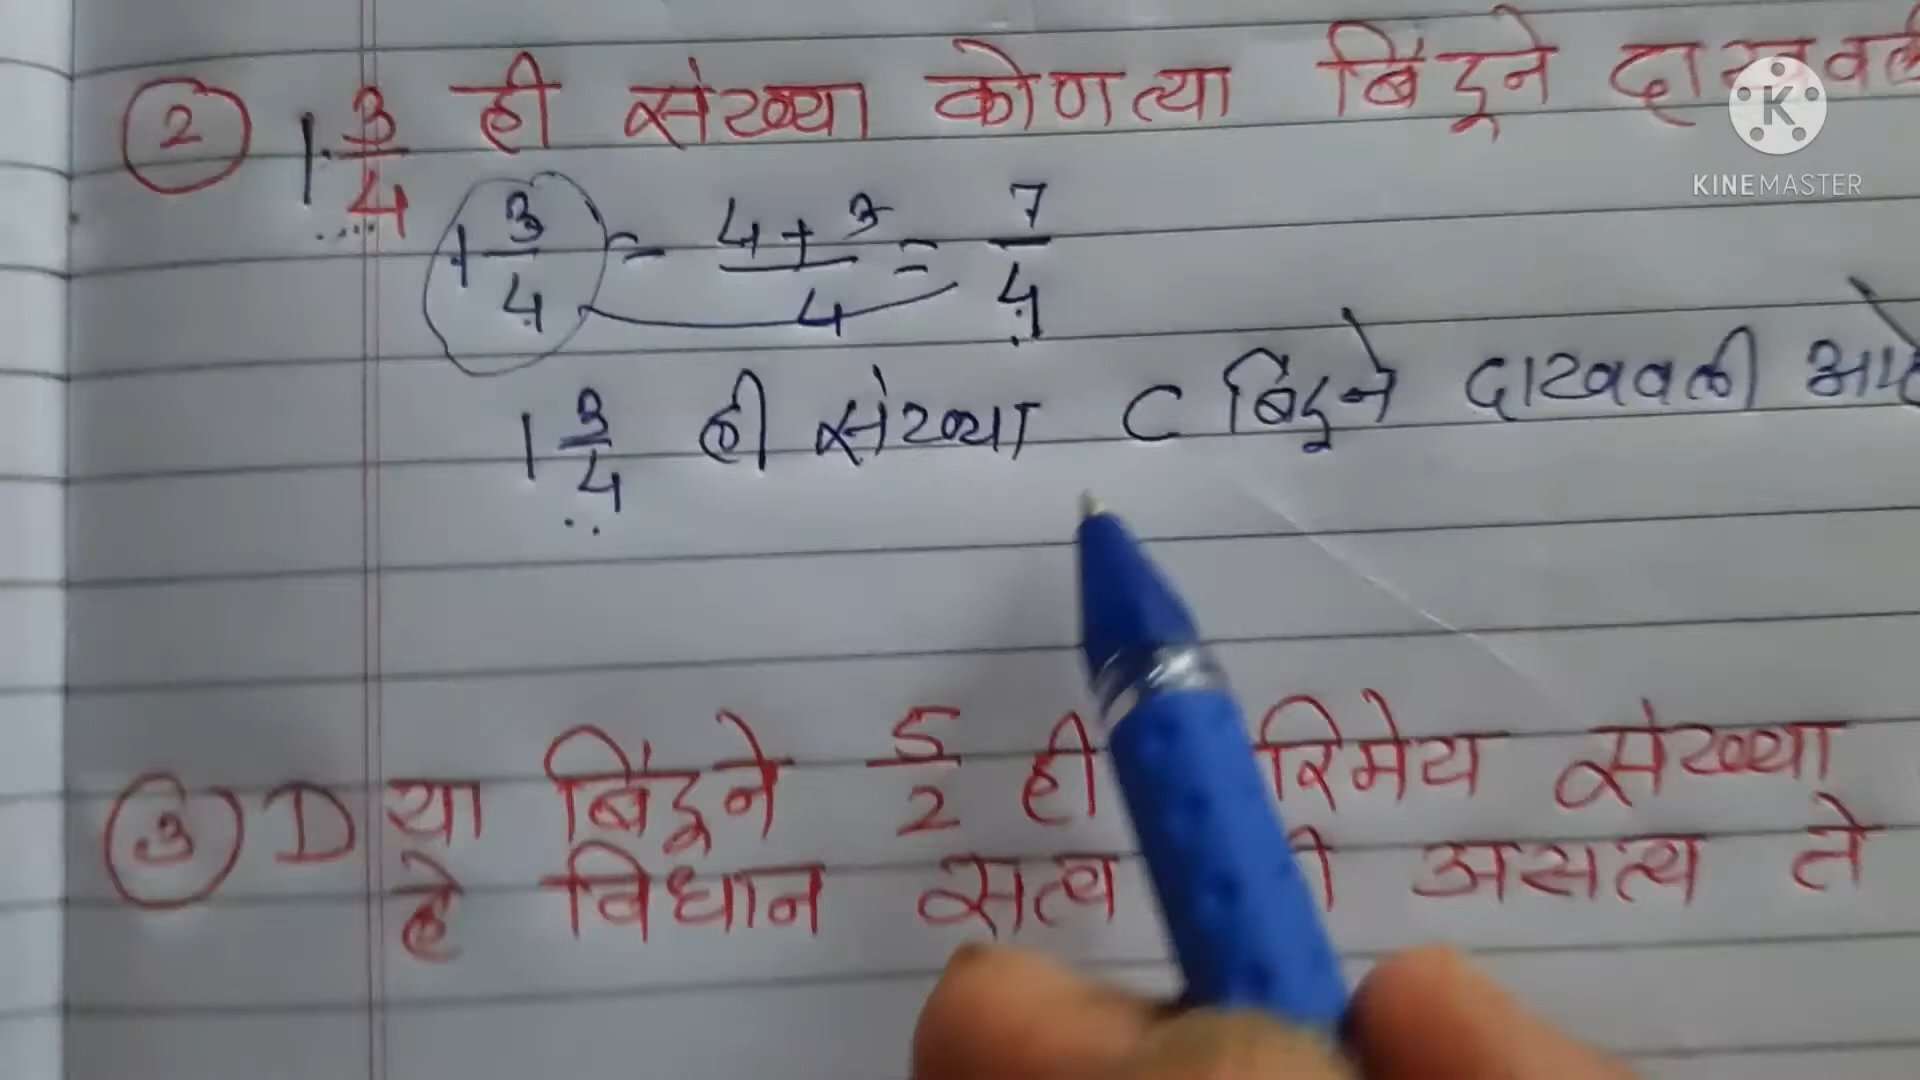 ② 1 3/4 ही संख्या कोणत्या बिंदूने
KINEMASTER
1 3/4 = 4+3/4 = 7/4
1 3/4 ही संख्या C बिंदूने दाखवली
③ D या बिंदूने 5/2 ही संख्या
हे विधान सत्य असत्य ते